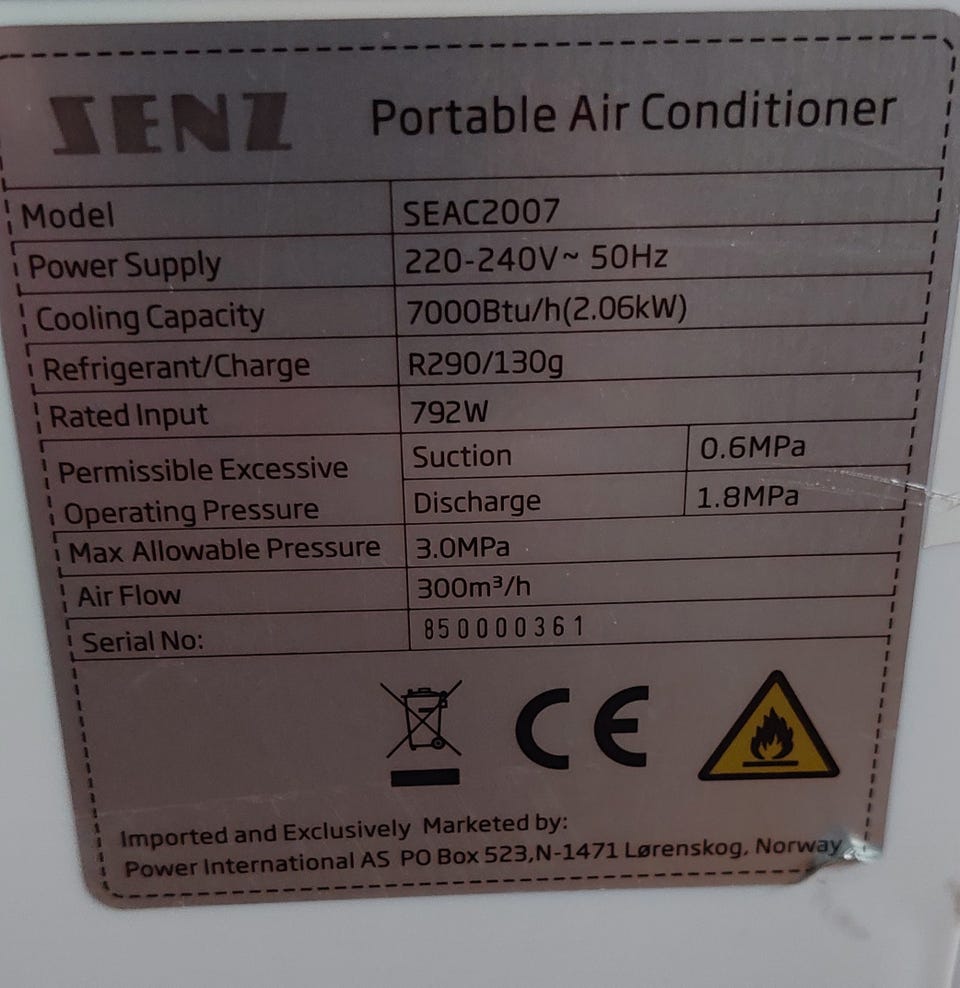 SENZ Portable Air Conditioner
Model SEAC2007
Power Supply 220-240V~ 50Hz
Cooling Capacity 7000Btu/h(2.06kW)
Refrigerant/Charge R290/130g
Rated Input 792W
Permissible Excessive Operating Pressure Suction 0.6MPa
Discharge 1.8MPa
Max Allowable Pressure 3.0MPa
Air Flow 300m³/h
Serial No: 850000361
CE
Imported and Exclusively Marketed by:
Power International AS PO Box 523,N-1471 Lørenskog, Norway